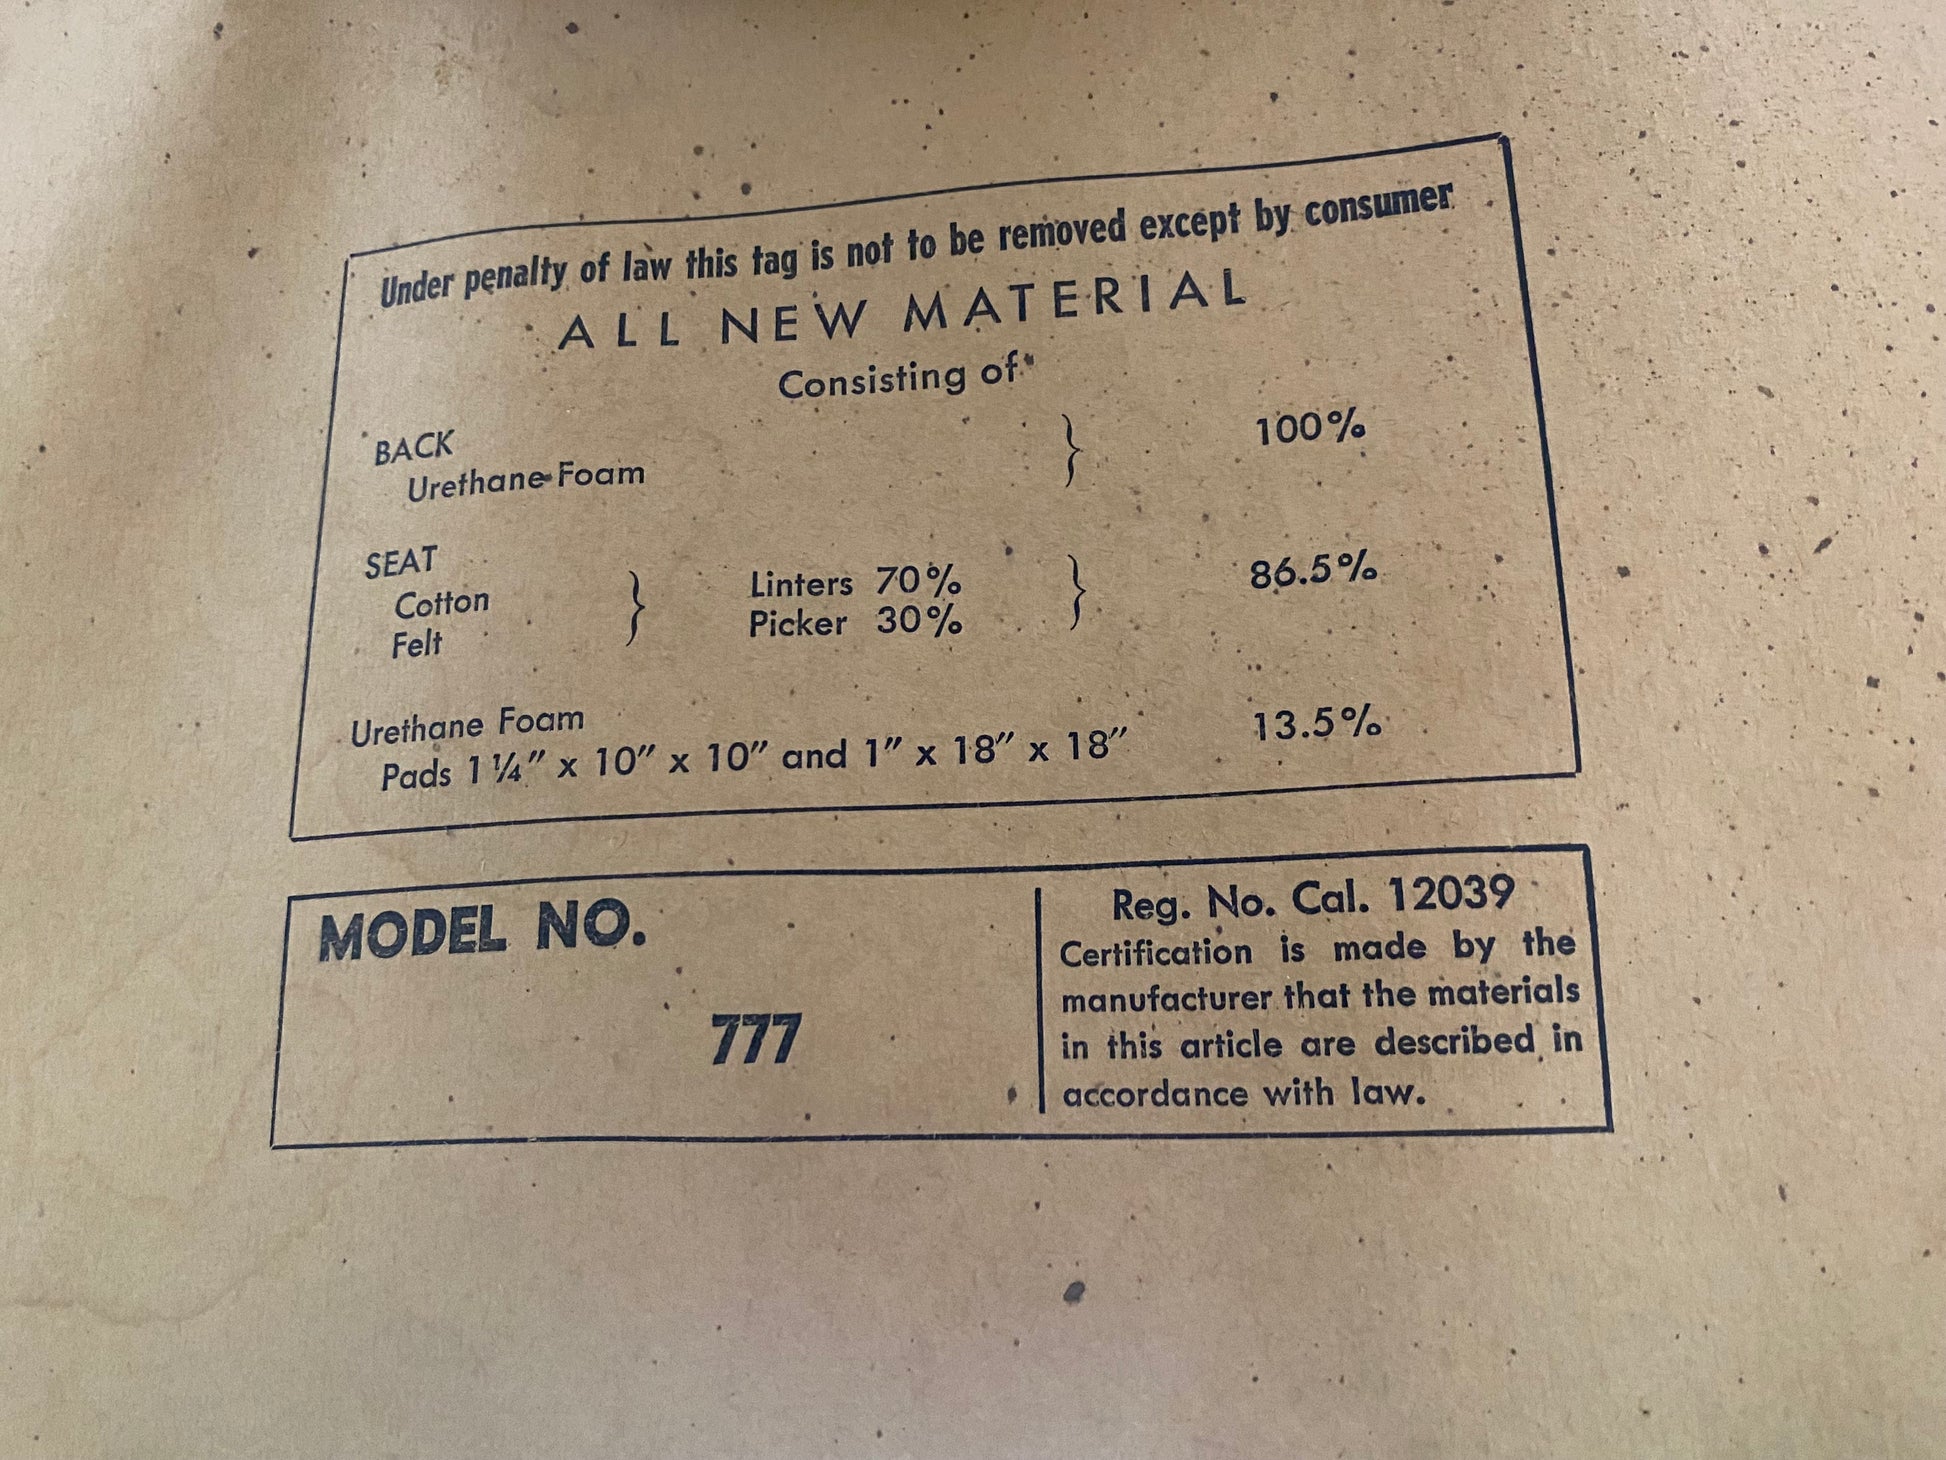 Under penalty of law this tag is not to be removed except by consumer
ALL NEW MATERIAL
Consisting of
BACK
Urethane Foam } 100%
SEAT
Cotton
Felt } Linters 70%
Picker 30% } 86.5%
Urethane Foam
Pads 1¼" x 10" x 10" and 1" x 18" x 18" 13.5%
MODEL NO.
777
Reg. No. Cal. 12039
Certification is made by the
manufacturer that the materials
in this article are described in
accordance with law.